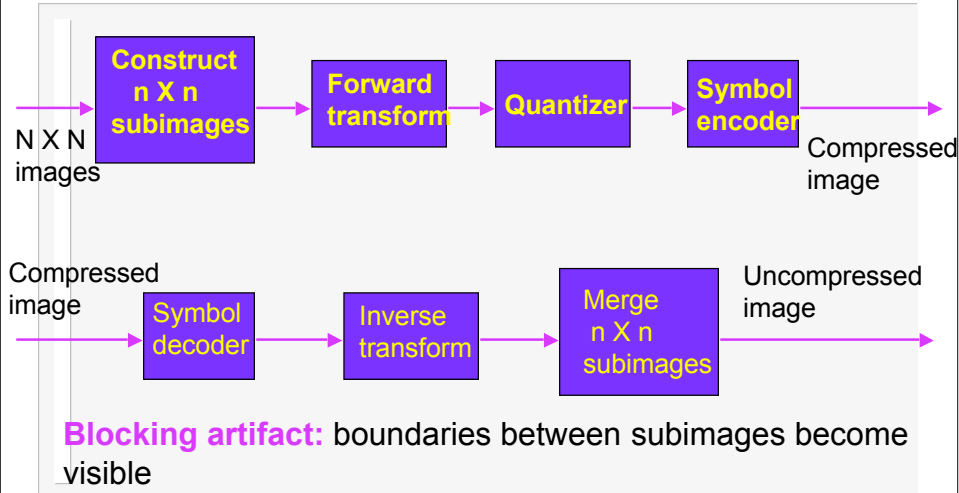 Construct
n X n
subimages
Forward
transform
Quantizer
Symbol
encoder
N X N
images
Compressed
image
Compressed
image
Symbol
decoder
Inverse
transform
Merge
n X n
subimages
Uncompressed
image
Blocking artifact: boundaries between subimages become
visible